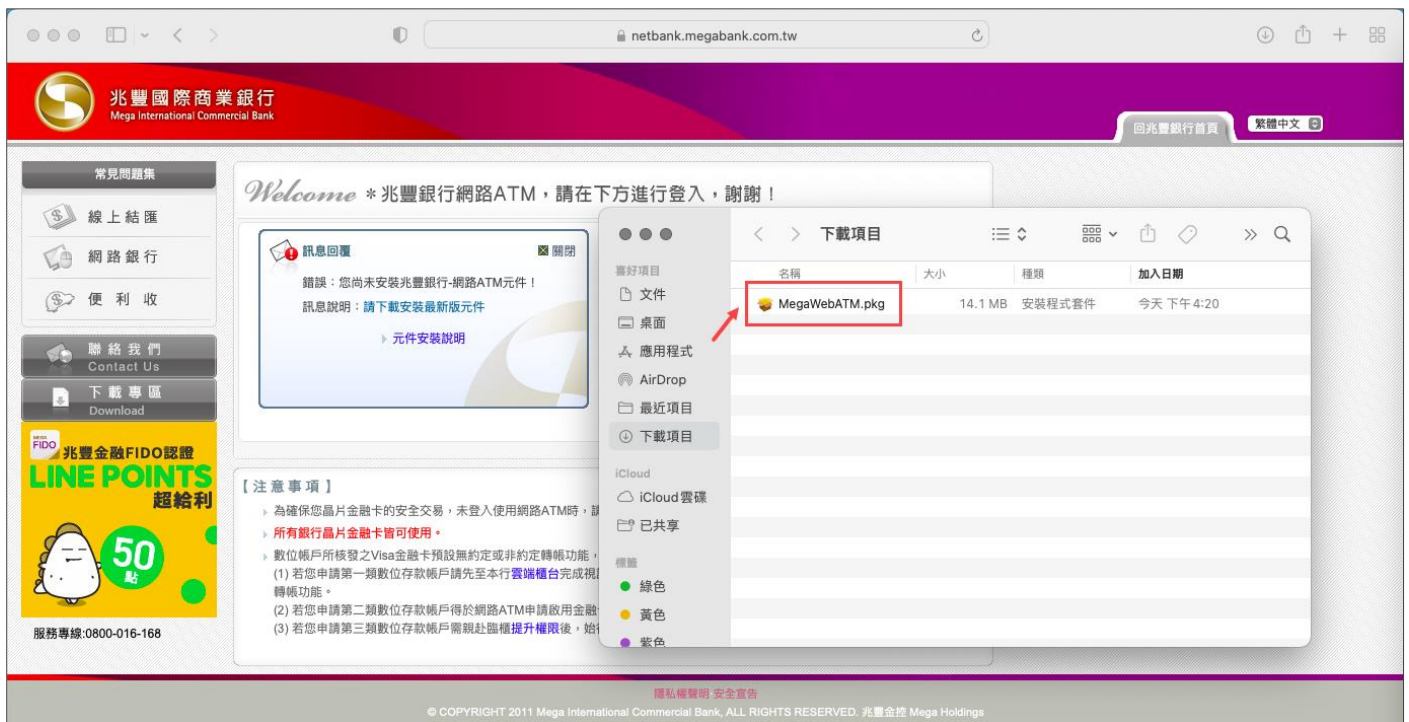 netbank.megabank.com.tw
兆豐國際商業銀行
Mega International Commercial Bank
回兆豐銀行首頁
繁體中文
常見問題集
線上結匯
網路銀行
便利收
聯絡我們
Contact Us
下載專區
Download
FIDO
兆豐金融FIDO認證
LINE POINTS
超給利
50
點
服務專線:0800-016-168
Welcome *兆豐銀行網路ATM，請在下方進行登入，謝謝！
訊息回覆
關閉
錯誤：您尚未安裝兆豐銀行-網路ATM元件！
訊息說明：請下載安裝最新版元件
元件安裝說明
【注意事項】
為確保您晶片金融卡的安全交易，未登入使用網路ATM時，
所有銀行晶片金融卡皆可使用。
數位帳戶所核發之Visa金融卡預設無約定或非約定轉帳功能，
(1) 若您申請第一類數位存款帳戶請先至本行雲端櫃台完成視
轉帳功能。
(2) 若您申請第二類數位存款帳戶得於網路ATM申請啟用金融
(3) 若您申請第三類數位存款帳戶需親赴臨櫃提升權限後，始
下載項目
喜好項目
文件
桌面
應用程式
AirDrop
最近項目
下載項目
iCloud
iCloud雲碟
已共享
標籤
綠色
黃色
紫色
名稱 大小 種類 加入日期
MegaWebATM.pkg 14.1 MB 安裝程式套件 今天 下午4:20
隱私權聲明 安全宣告
© COPYRIGHT 2011 Mega International Commercial Bank, ALL RIGHTS RESERVED. 兆豐金控 Mega Holdings